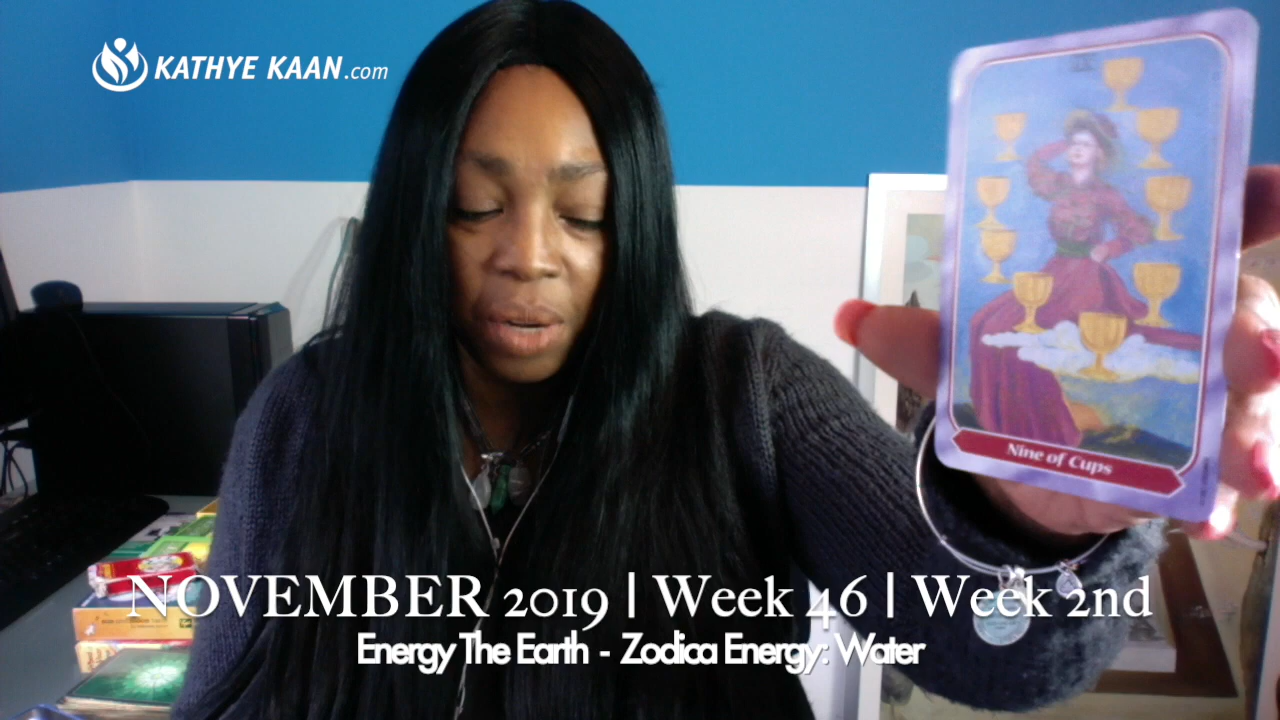 KATHYE KAAN.com
Nine of Cups
NOVEMBER 2019 | Week 46 | Week 2nd
Energy The Earth - Zodica Energy: Water